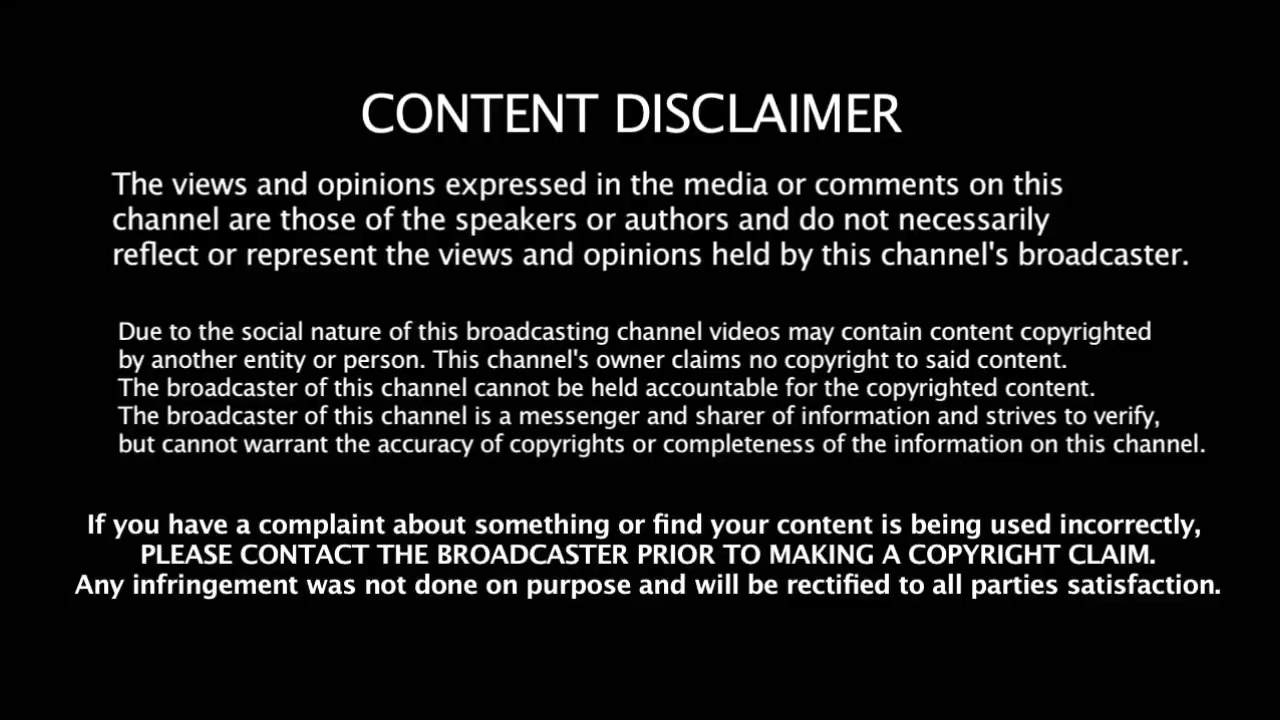 CONTENT DISCLAIMER
The views and opinions expressed in the media or comments on this
channel are those of the speakers or authors and do not necessarily
reflect or represent the views and opinions held by this channel's broadcaster.
Due to the social nature of this broadcasting channel videos may contain content copyrighted
by another entity or person. This channel's owner claims no copyright to said content.
The broadcaster of this channel cannot be held accountable for the copyrighted content.
The broadcaster of this channel is a messenger and sharer of information and strives to verify,
but cannot warrant the accuracy of copyrights or completeness of the information on this channel.
If you have a complaint about something or find your content is being used incorrectly,
PLEASE CONTACT THE BROADCASTER PRIOR TO MAKING A COPYRIGHT CLAIM.
Any infringement was not done on purpose and will be rectified to all parties satisfaction.